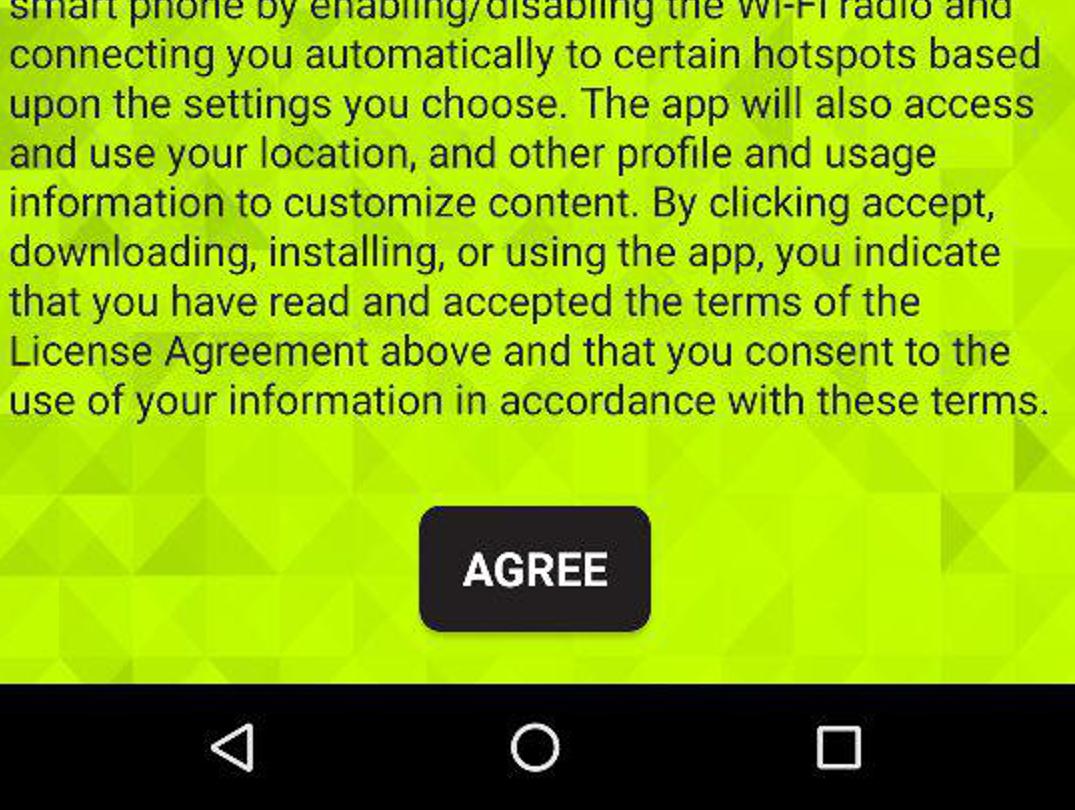 smart phone by enabling/disabling the Wi-Fi radio and
connecting you automatically to certain hotspots based
upon the settings you choose. The app will also access
and use your location, and other profile and usage
information to customize content. By clicking accept,
downloading, installing, or using the app, you indicate
that you have read and accepted the terms of the
License Agreement above and that you consent to the
use of your information in accordance with these terms.
AGREE